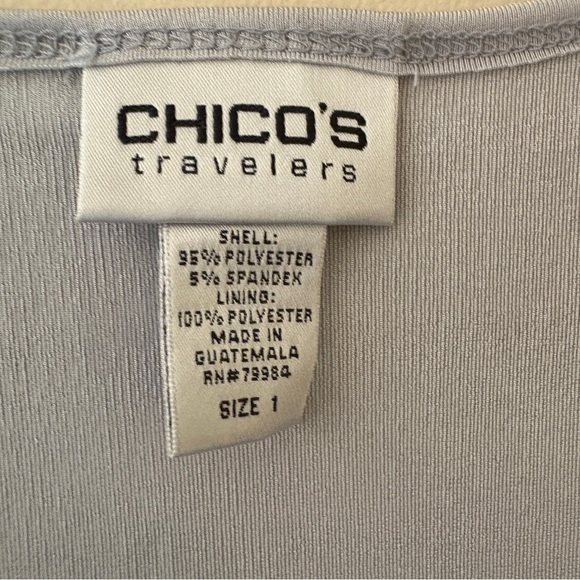 CHICO'S
travelers
SHELL:
95% POLYESTER
5% SPANDEX
LINING:
100% POLYESTER
MADE IN
GUATEMALA
RN#79984
SIZE 1